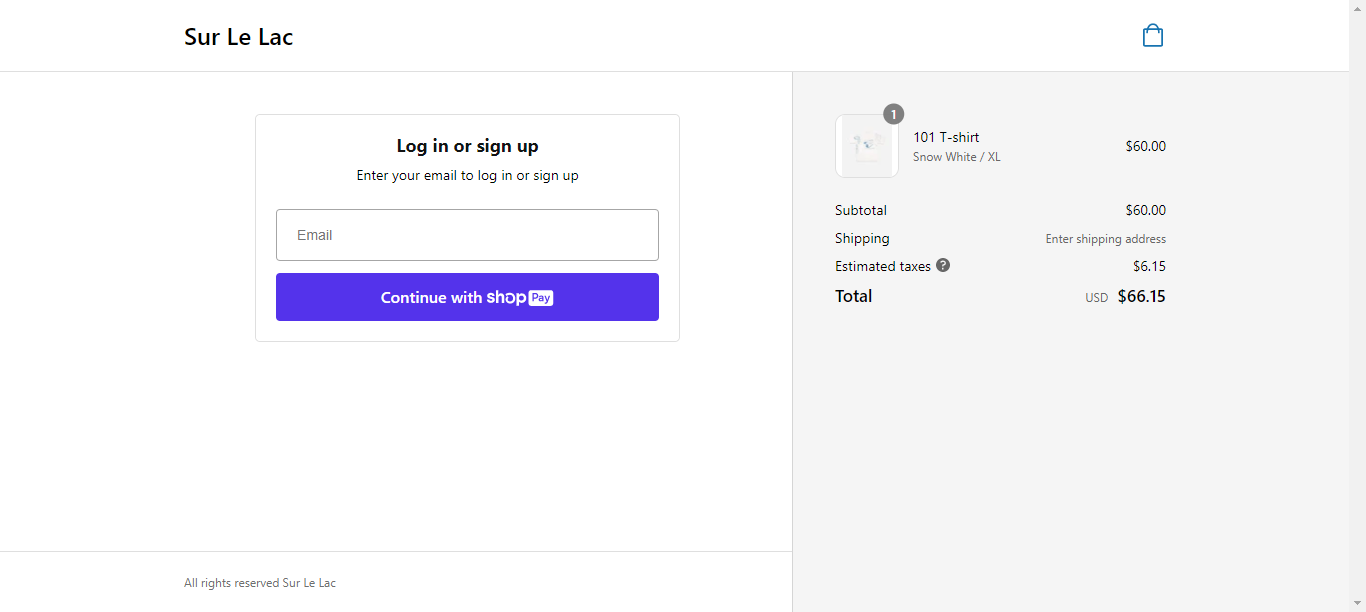 Sur Le Lac
Log in or sign up
Enter your email to log in or sign up
Email
Continue with shop Pay
All rights reserved Sur Le Lac
1
101 T-shirt
Snow White / XL
$60.00
Subtotal $60.00
Shipping Enter shipping address
Estimated taxes ? $6.15
Total USD $66.15